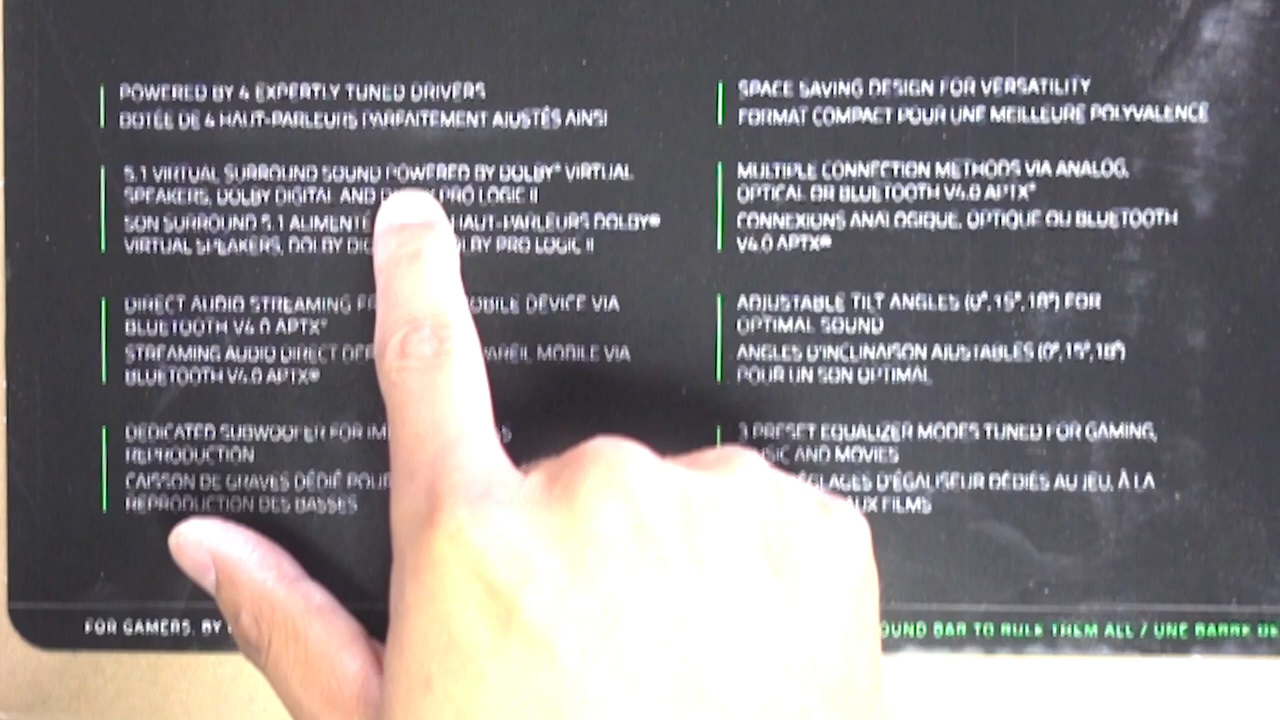 POWERED BY 4 EXPERTLY TUNED DRIVERS
DOTÉE DE 4 HAUT-PARLEURS PARFAITEMENT AJUSTÉS AINSI
5.1 VIRTUAL SURROUND SOUND POWERED BY DOLBY® VIRTUAL
SPEAKERS, DOLBY DIGITAL AND PRO LOGIC II
SON SURROUND 5.1 ALIMENTÉ HAUT-PARLEURS DOLBY®
VIRTUAL SPEAKERS, DOLBY PRO LOGIC II
DIRECT AUDIO STREAMING MOBILE DEVICE VIA
BLUETOOTH V4.0 APTX®
STREAMING AUDIO DIRECT MOBILE VIA
BLUETOOTH V4.0 APTX®
DEDICATED SUBWOOFER FOR
REPRODUCTION
CAISSON DE GRAVES DÉDIÉ POUR
REPRODUCTION DES BASSES
SPACE SAVING DESIGN FOR VERSATILITY
FORMAT COMPACT POUR UNE MEILLEURE POLYVALENCE
MULTIPLE CONNECTION METHODS VIA ANALOG,
OPTICAL OR BLUETOOTH V4.0 APTX®
CONNEXIONS ANALOGIQUE, OPTIQUE OU BLUETOOTH
V4.0 APTX®
ADJUSTABLE TILT ANGLES (0°, 15°, 18°) FOR
OPTIMAL SOUND
ANGLES D'INCLINAISON AJUSTABLES (0°, 15°, 18°)
POUR UN SON OPTIMAL
3 PRESET EQUALIZER MODES TUNED FOR GAMING,
MUSIC AND MOVIES
RÉGLAGES D'ÉGALISEUR DÉDIÉS AU JEU, À LA
AUX FILMS
FOR GAMERS. BY
SOUND BAR TO RULE THEM ALL / UNE BARRE DE